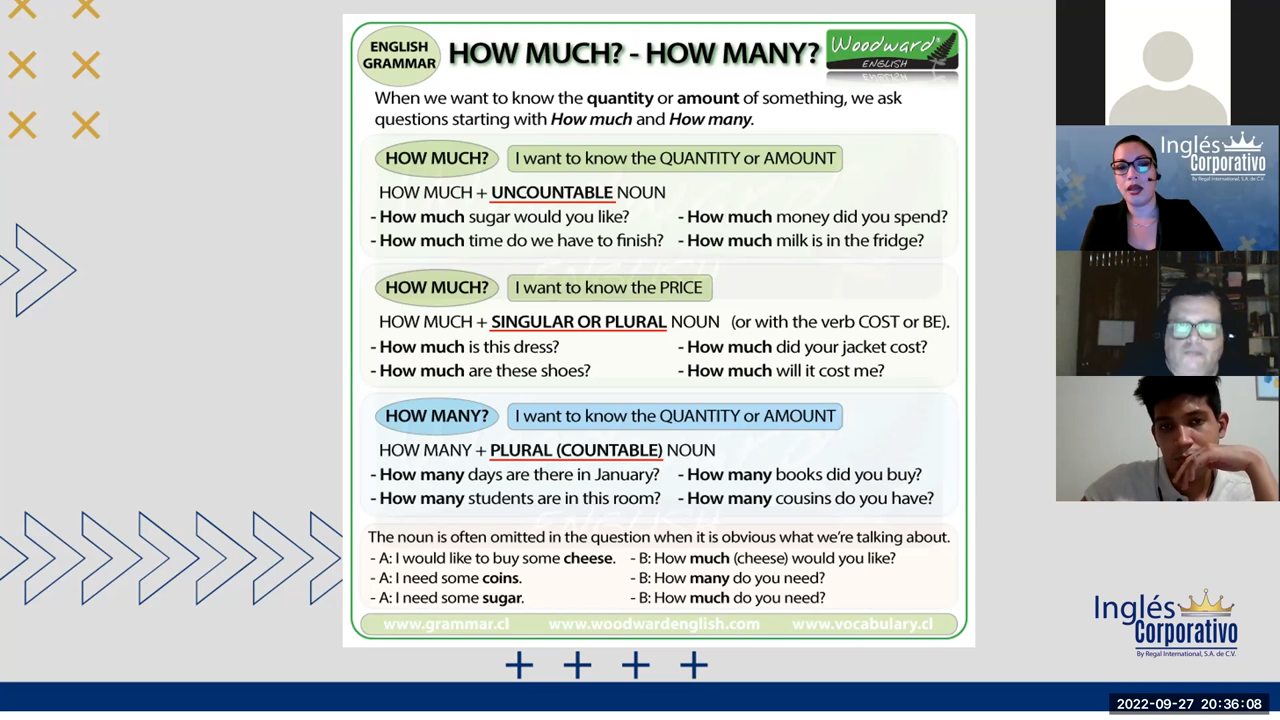 ENGLISH
GRAMMAR
HOW MUCH? - HOW MANY?
Woodward
ENGLISH
When we want to know the quantity or amount of something, we ask
questions starting with How much and How many.
HOW MUCH? I want to know the QUANTITY or AMOUNT
HOW MUCH + UNCOUNTABLE NOUN
- How much sugar would you like? - How much money did you spend?
- How much time do we have to finish? - How much milk is in the fridge?
HOW MUCH? I want to know the PRICE
HOW MUCH + SINGULAR OR PLURAL NOUN (or with the verb COST or BE).
- How much is this dress? - How much did your jacket cost?
- How much are these shoes? - How much will it cost me?
HOW MANY? I want to know the QUANTITY or AMOUNT
HOW MANY + PLURAL (COUNTABLE) NOUN
- How many days are there in January? - How many books did you buy?
- How many students are in this room? - How many cousins do you have?
The noun is often omitted in the question when it is obvious what we're talking about.
- A: I would like to buy some cheese. - B: How much (cheese) would you like?
- A: I need some coins. - B: How many do you need?
- A: I need some sugar. - B: How much do you need?
www.grammar.cl www.woodwardenglish.com www.vocabulary.cl
Inglés
Corporativo
By Regal International, S.A. de C.V.
Inglés
Corporativo
By Regal International, S.A. de C.V.
2022-09-27 20:36:08